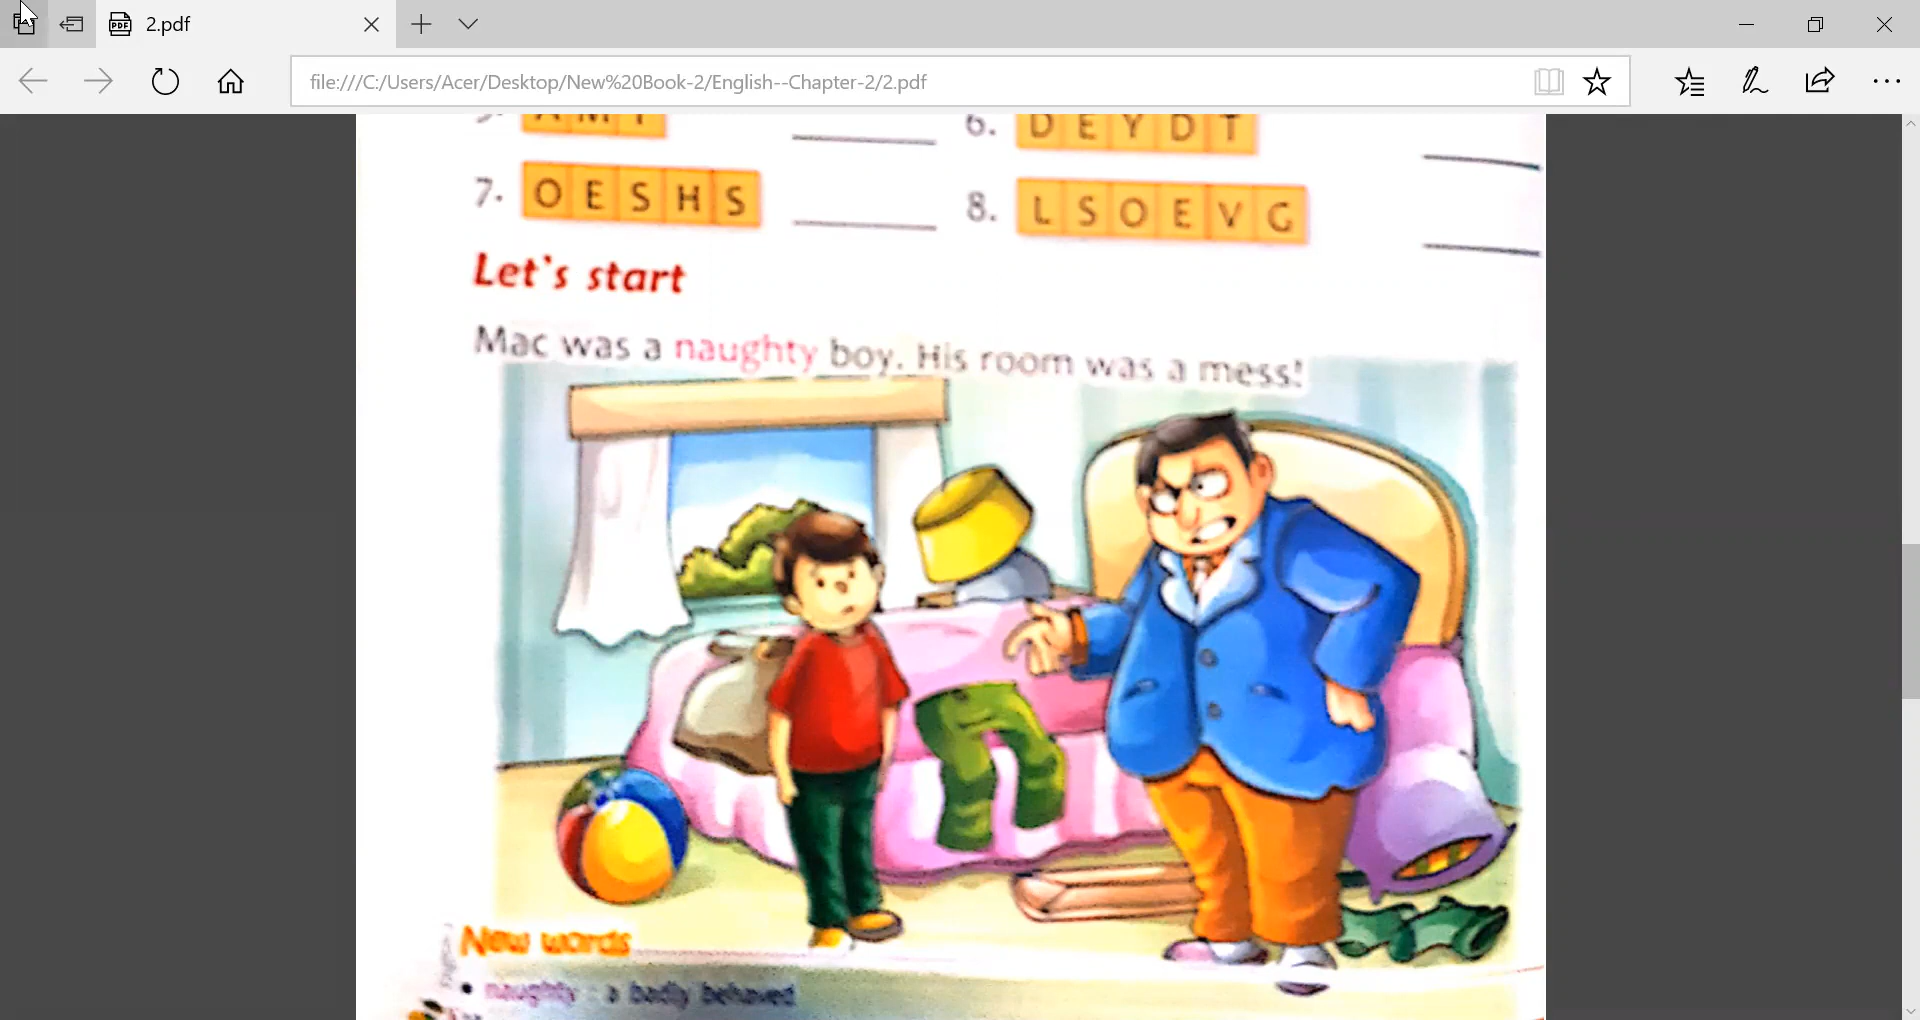 2.pdf
file:///C:/Users/Acer/Desktop/New%20Book-2/English--Chapter-2/2.pdf
5. A M Y 6. D E Y D T
7. O E S H S 8. L S O E V G
Let's start
Mac was a naughty boy. His room was a mess!
New words
• naughty : a badly behaved